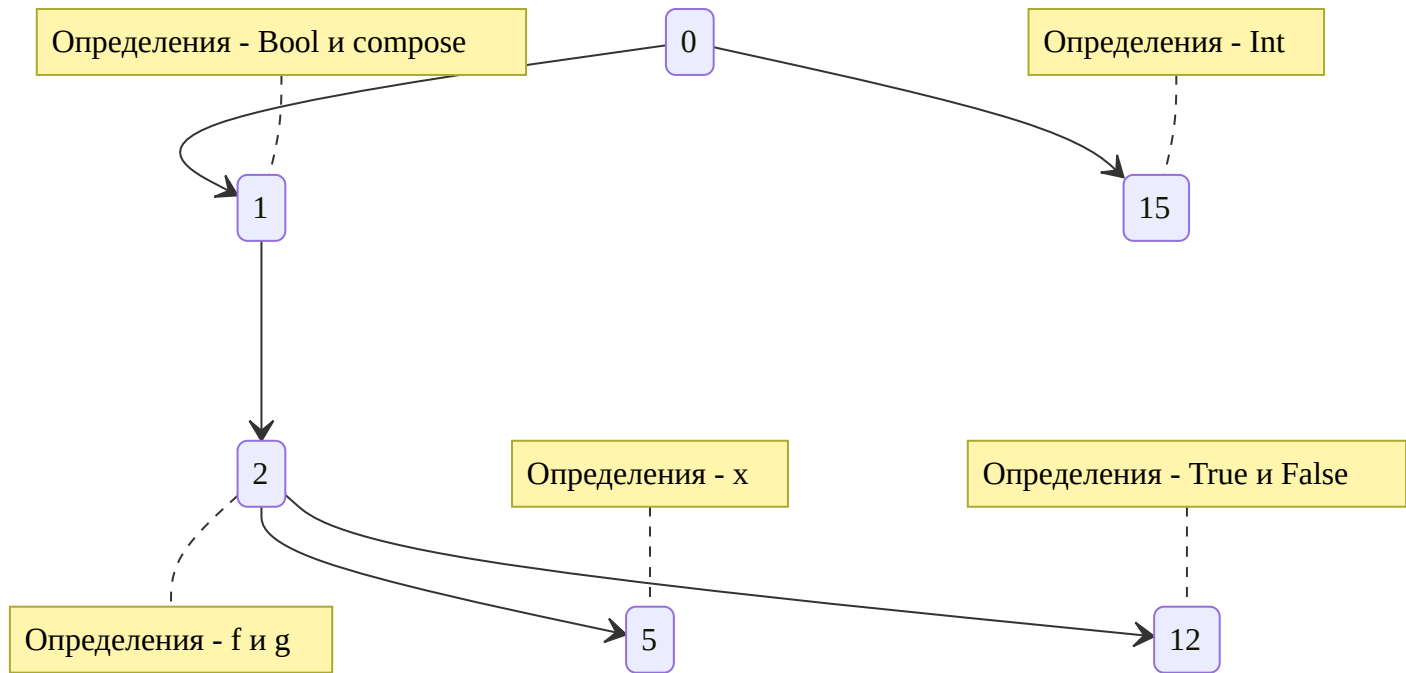 Определения - Bool и compose
0
Определения - Int
1
15
2
Определения - x
Определения - True и False
Определения - f и g
5
12